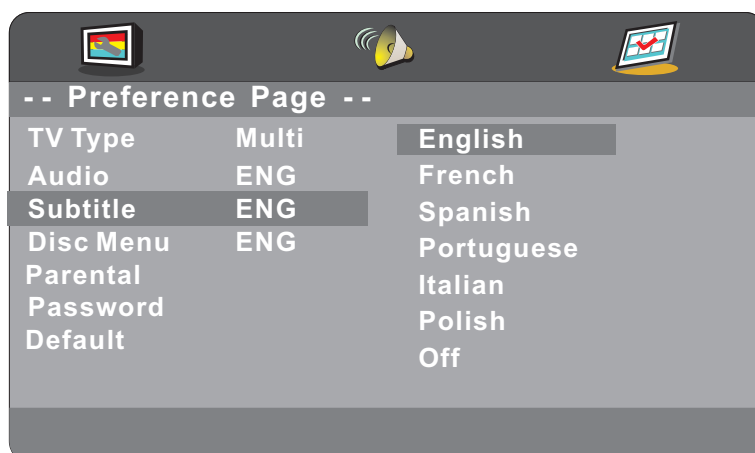 -- Preference Page --
TV Type Multi
Audio ENG
Subtitle ENG
Disc Menu ENG
Parental
Password
Default
English
French
Spanish
Portuguese
Italian
Polish
Off